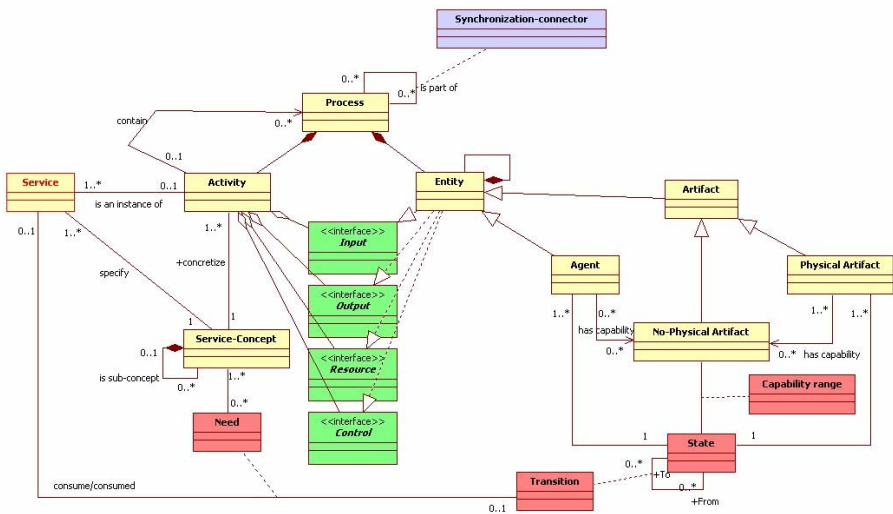 Synchronization-connector
0..*
0..*
Is part of
Process
0..*
contain
0..1
Service
1..*
0..1
is an instance of
Activity
Entity
Artifact
0..1
1..*
1..*
<<interface>>
Input
+concretize
specify
Agent
Physical Artifact
<<interface>>
Output
1..*
0..*
1..*
1..*
1
1
Service-Concept
has capability
0..*
No-Physical Artifact
0..*
has capability
0..1
is sub-concept
0..*
1..*
<<interface>>
Resource
Capability range
0..*
Need
<<interface>>
Control
1
State
1
0..*
+To
0..*
+From
consume/consumed
0..1
Transition